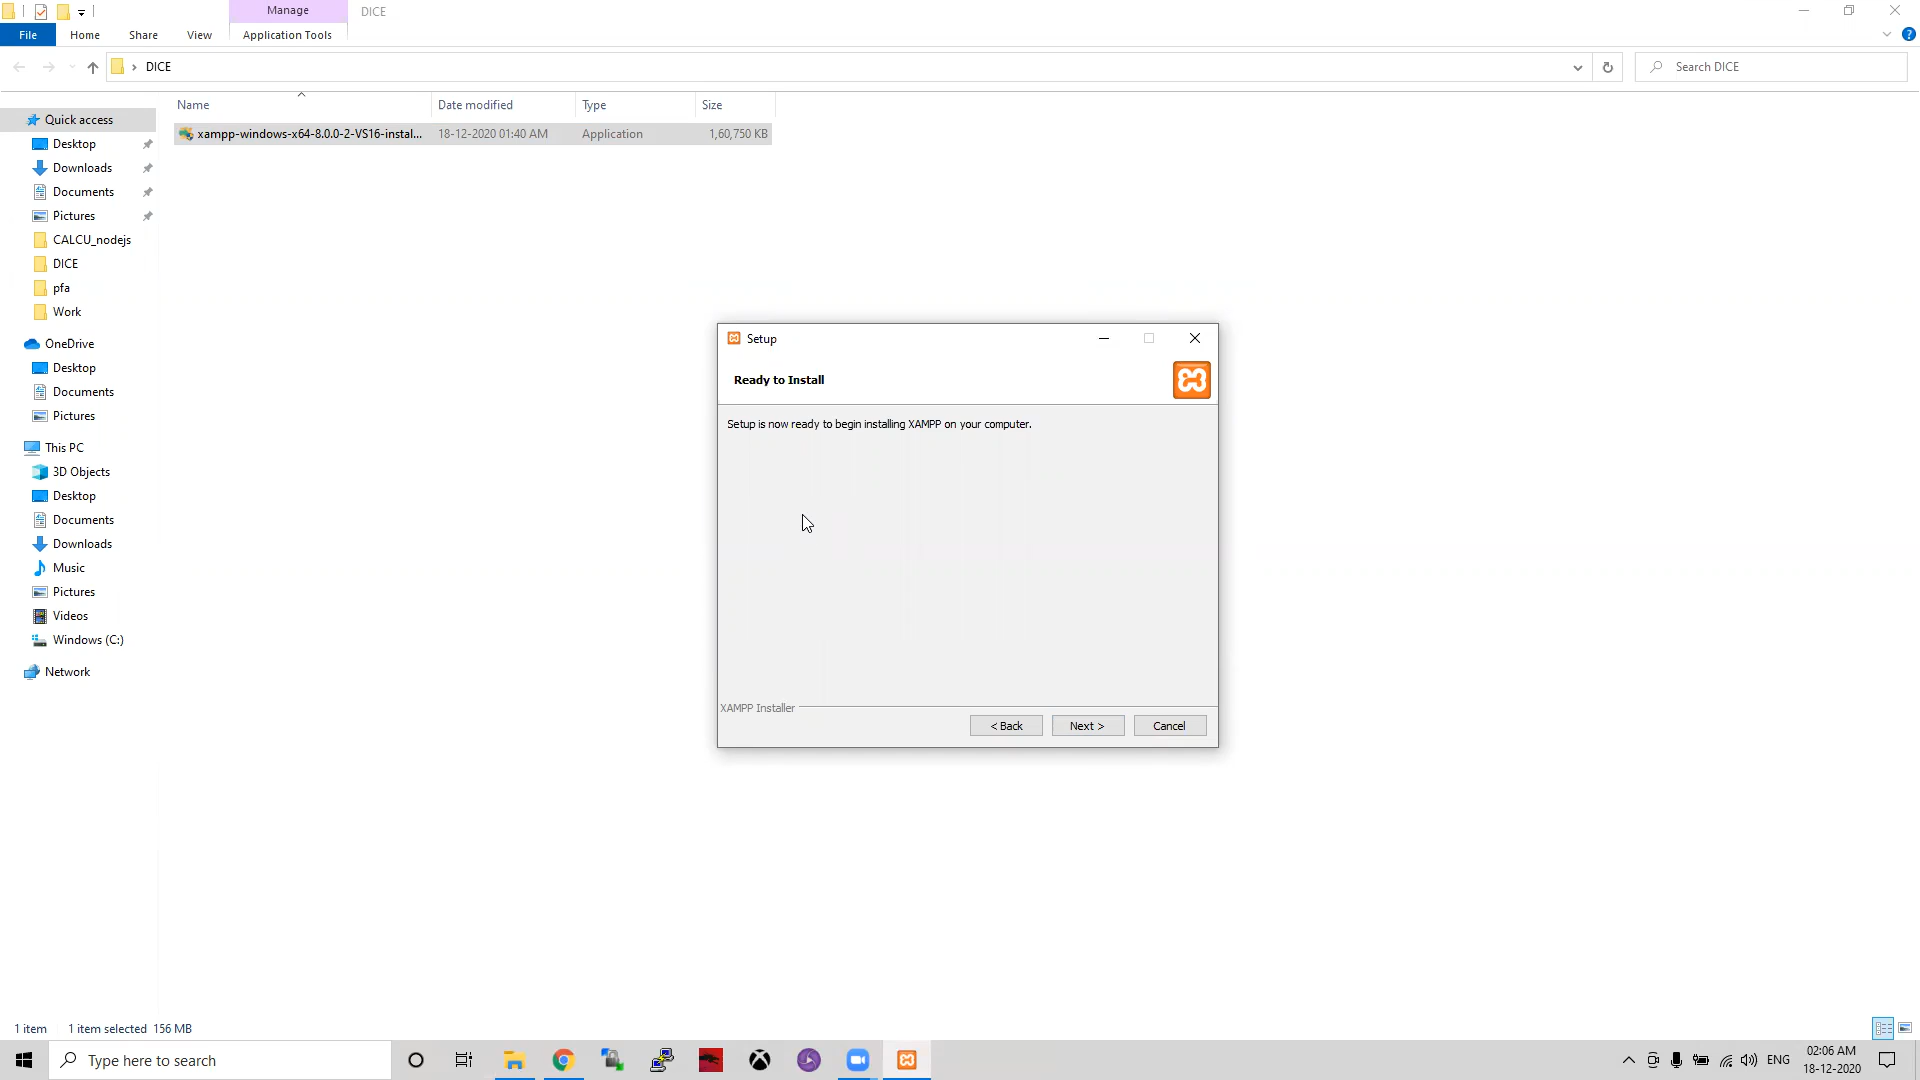 Manage
DICE
File
Home
Share
View
Application Tools
DICE
Search DICE
Name
Date modified
Type
Size
xampp-windows-x64-8.0.0-2-VS16-instal...
18-12-2020 01:40 AM
Application
1,60,750 KB
Quick access
Desktop
Downloads
Documents
Pictures
CALCU_nodejs
DICE
pfa
Work
OneDrive
Desktop
Documents
Pictures
This PC
3D Objects
Desktop
Documents
Downloads
Music
Pictures
Videos
Windows (C:)
Network
Setup
Ready to Install
Setup is now ready to begin installing XAMPP on your computer.
XAMPP Installer
< Back
Next >
Cancel
1 item
1 item selected 156 MB
Type here to search
ENG
02:06 AM
18-12-2020